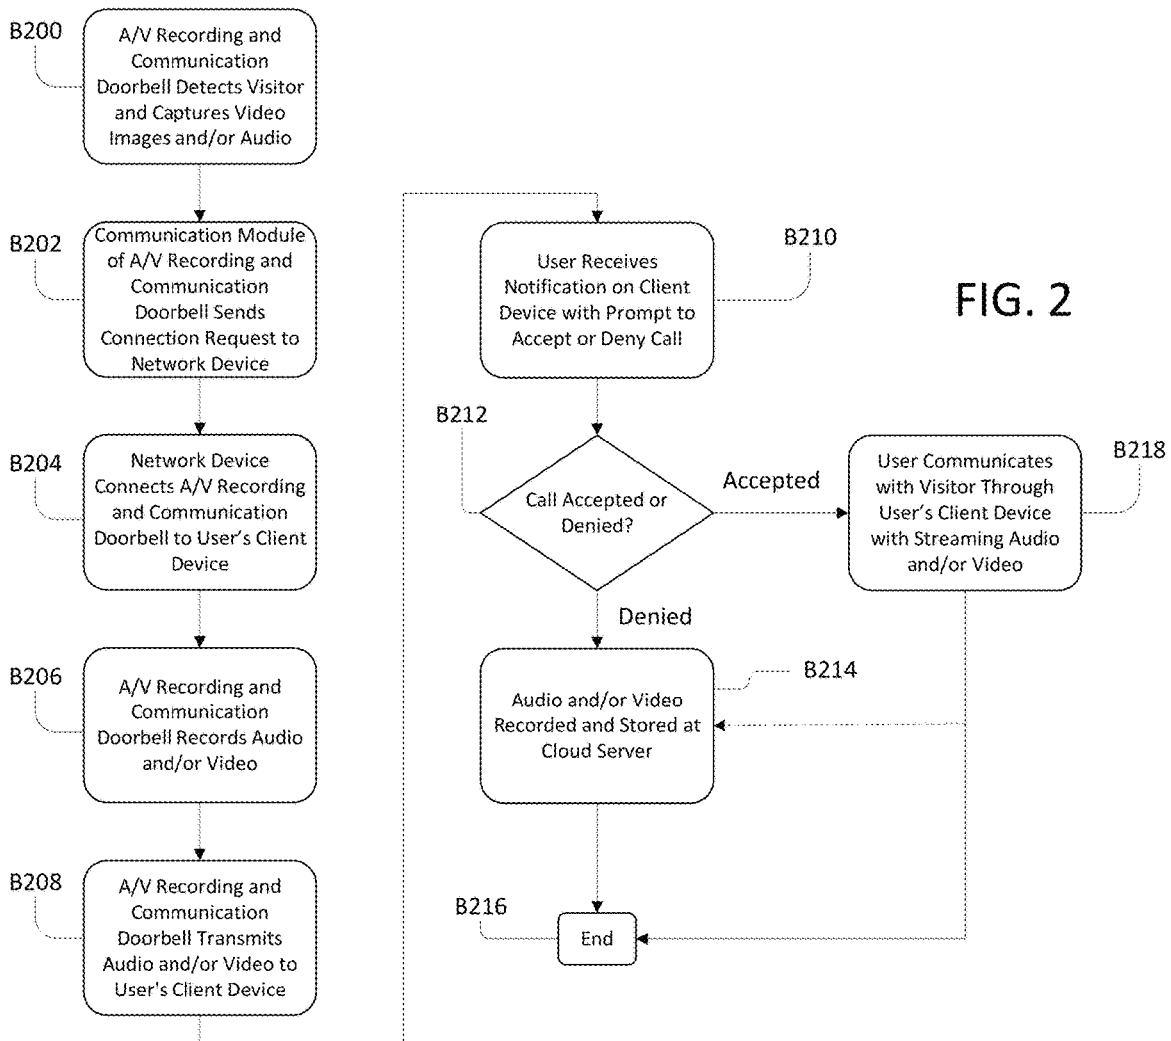 B200
A/V Recording and
Communication
Doorbell Detects Visitor
and Captures Video
Images and/or Audio
B202
Communication Module
of A/V Recording and
Communication
Doorbell Sends
Connection Request to
Network Device
B204
Network Device
Connects A/V Recording
and Communication
Doorbell to User’s Client
Device
B206
A/V Recording and
Communication
Doorbell Records Audio
and/or Video
B208
A/V Recording and
Communication
Doorbell Transmits
Audio and/or Video to
User's Client Device
B210
User Receives
Notification on Client
Device with Prompt to
Accept or Deny Call
FIG. 2
B212
Call Accepted or
Denied?
Accepted
B218
User Communicates
with Visitor Through
User’s Client Device
with Streaming Audio
and/or Video
Denied
B214
Audio and/or Video
Recorded and Stored at
Cloud Server
B216
End